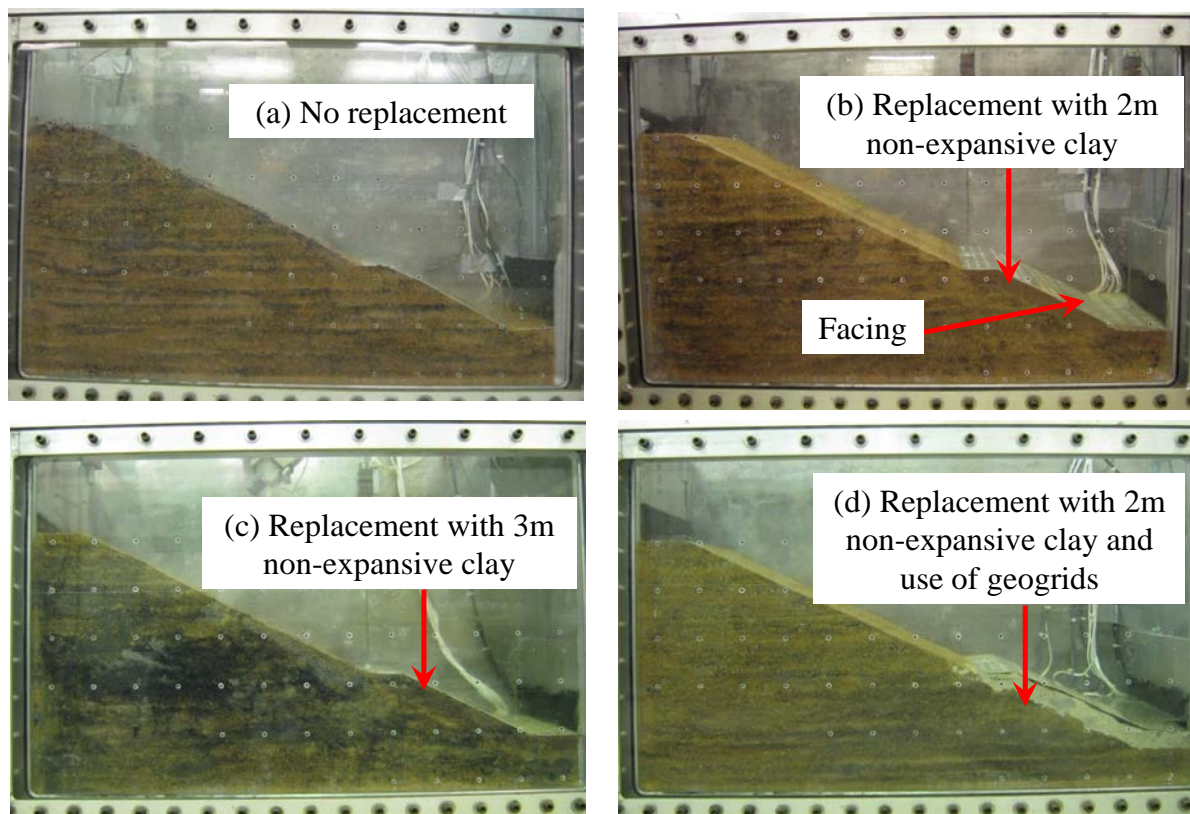 (a) No replacement
(b) Replacement with 2m
non-expansive clay
Facing
(c) Replacement with 3m
non-expansive clay
(d) Replacement with 2m
non-expansive clay and
use of geogrids